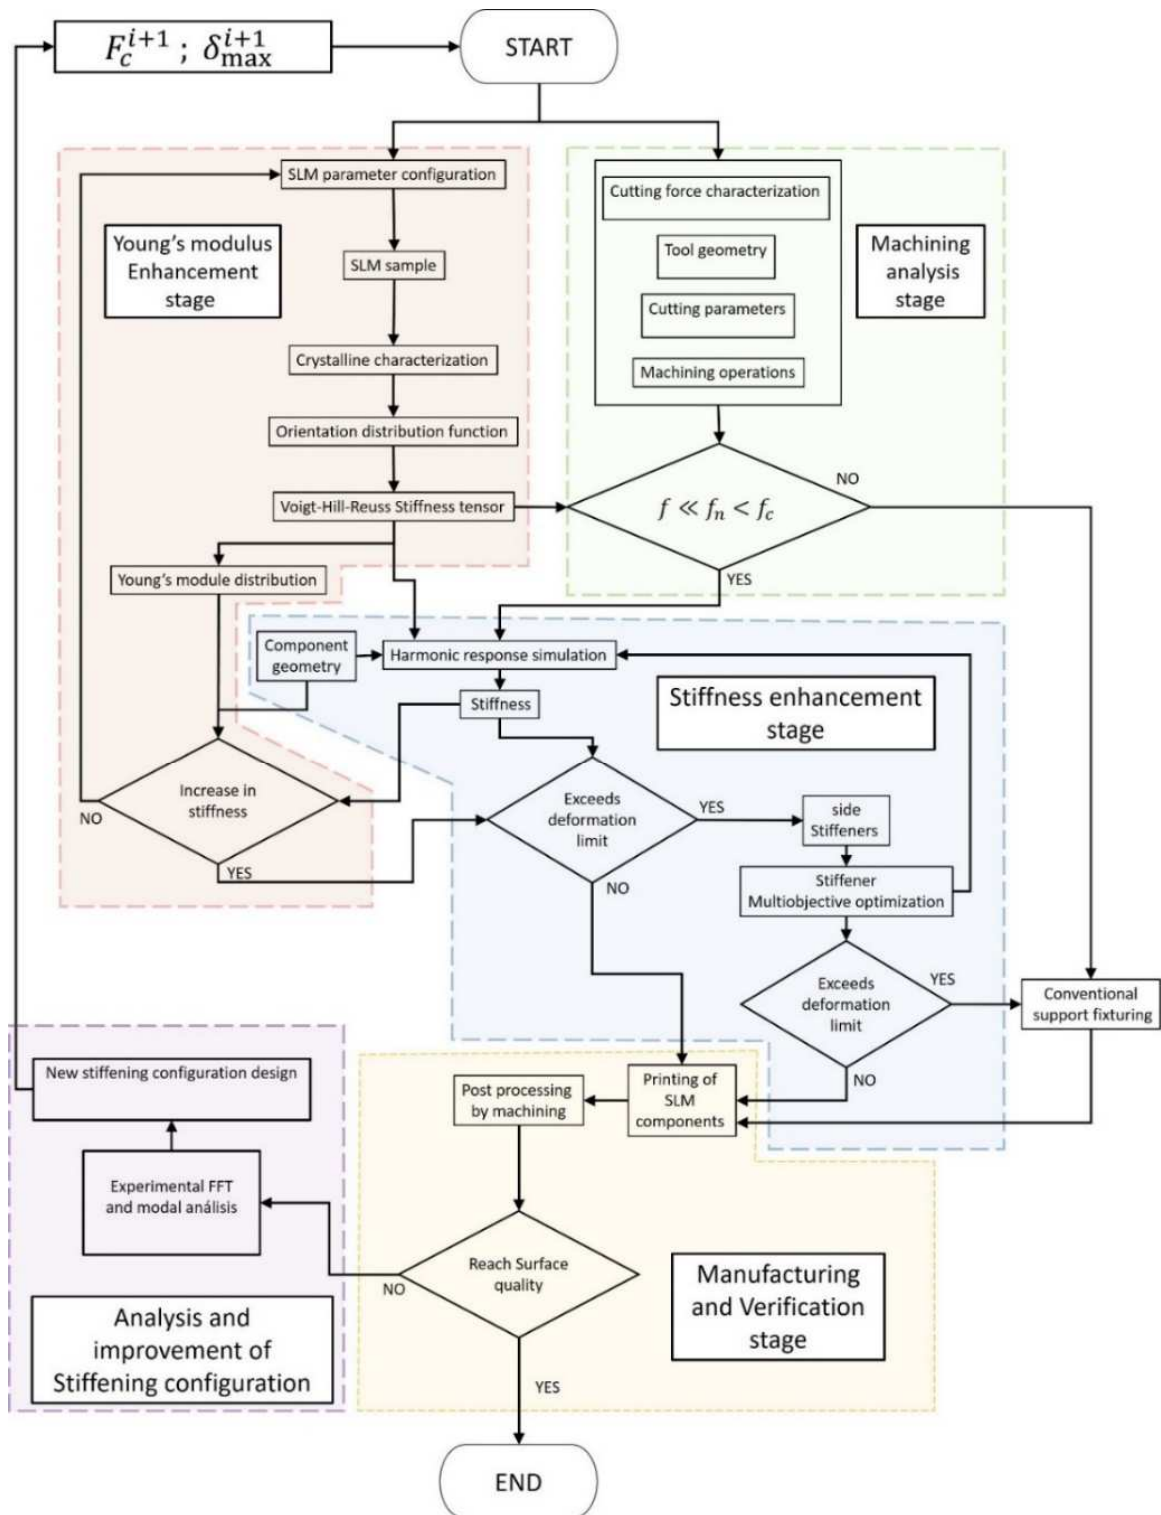 F_c^{i+1} ; δ_max^{i+1}
START
SLM parameter configuration
Cutting force characterization
Young's modulus
Enhancement
stage
Tool geometry
Machining
analysis
stage
SLM sample
Cutting parameters
Crystalline characterization
Machining operations
Orientation distribution function
Voigt-Hill-Reuss Stiffness tensor
f ≪ f_n < f_c
NO
YES
Young's module distribution
Component
geometry
Harmonic response simulation
Stiffness
Stiffness enhancement
stage
Increase in
stiffness
NO
YES
Exceeds
deformation
limit
YES
NO
side
Stiffeners
Stiffener
Multiobjective optimization
Exceeds
deformation
limit
YES
NO
Conventional
support fixturing
New stiffening configuration design
Post processing
by machining
Printing of
SLM
components
Experimental FFT
and modal análisis
Reach Surface
quality
NO
YES
Manufacturing
and Verification
stage
Analysis and
improvement of
Stiffening configuration
END